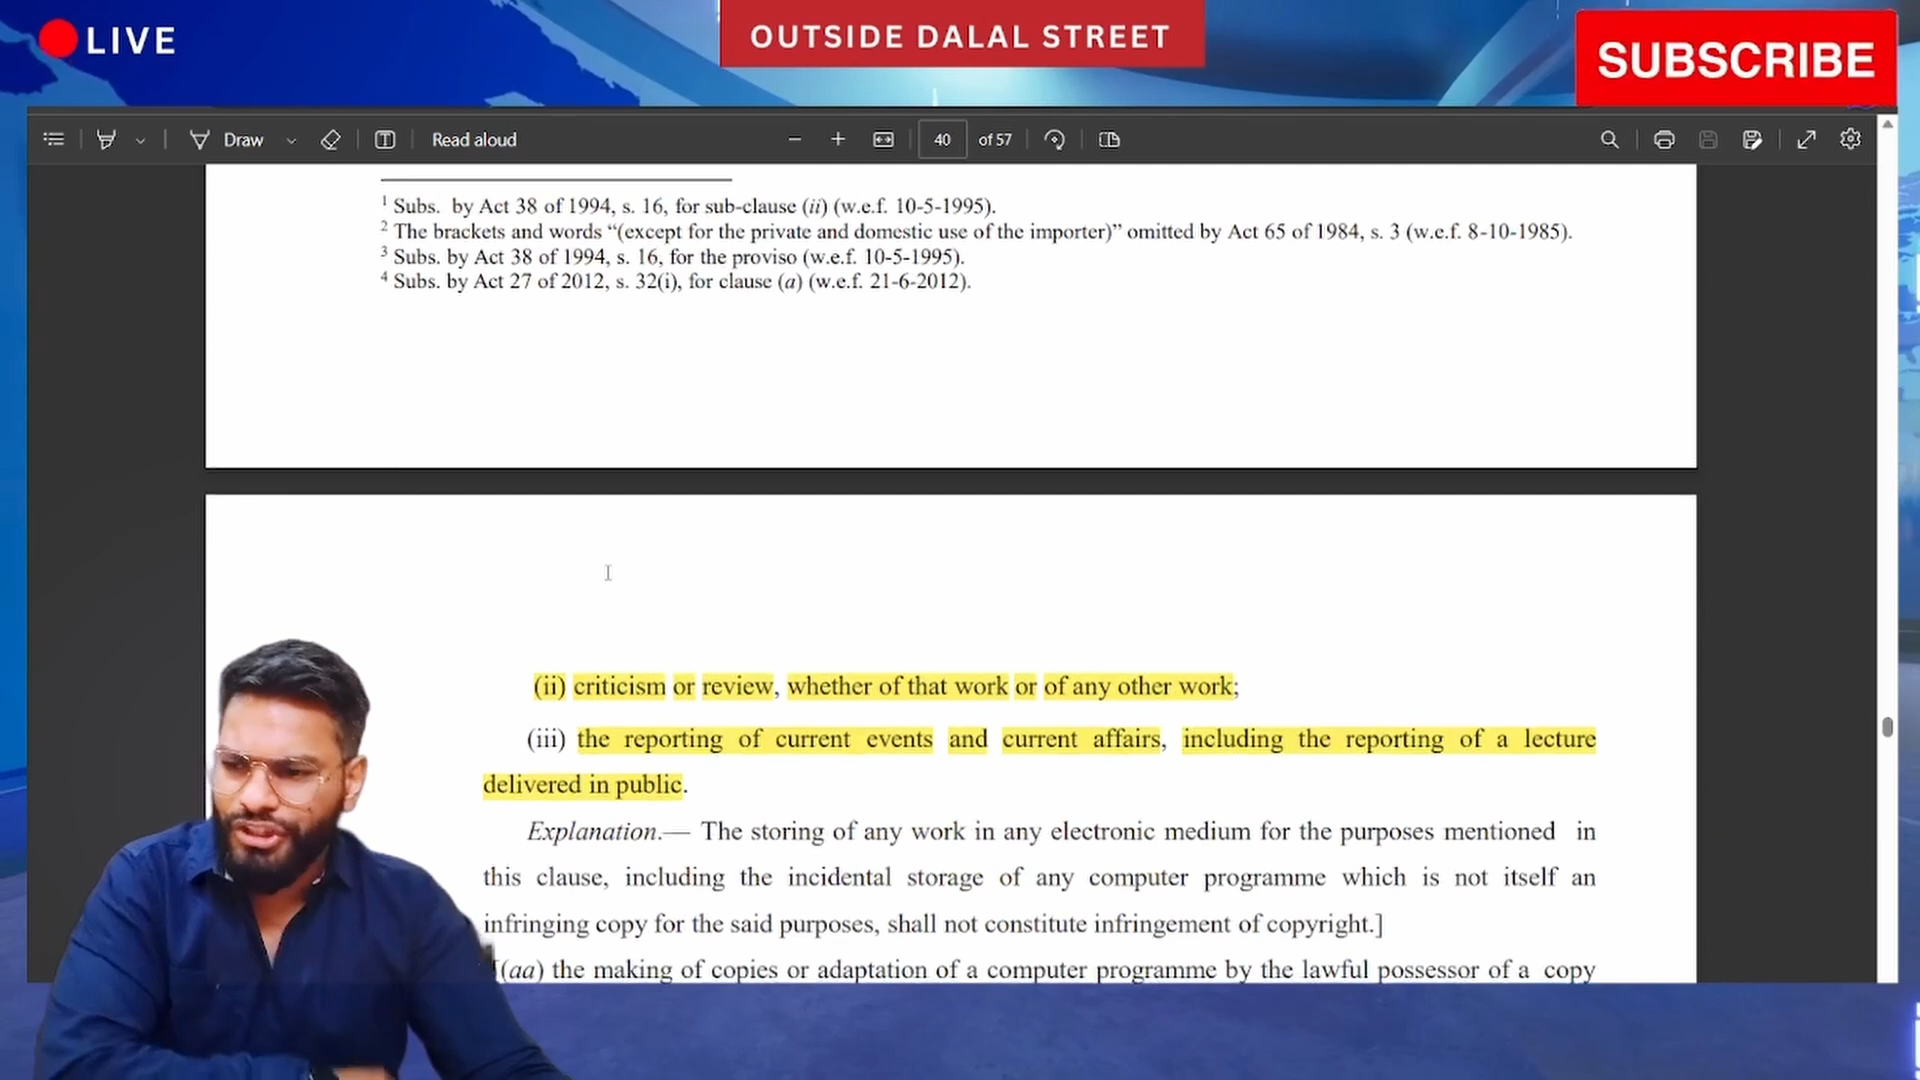 LIVE
OUTSIDE DALAL STREET
SUBSCRIBE
Draw
Read aloud
40 of 57
1 Subs. by Act 38 of 1994, s. 16, for sub-clause (ii) (w.e.f. 10-5-1995).
2 The brackets and words “(except for the private and domestic use of the importer)” omitted by Act 65 of 1984, s. 3 (w.e.f. 8-10-1985).
3 Subs. by Act 38 of 1994, s. 16, for the proviso (w.e.f. 10-5-1995).
4 Subs. by Act 27 of 2012, s. 32(i), for clause (a) (w.e.f. 21-6-2012).
(ii) criticism or review, whether of that work or of any other work;
(iii) the reporting of current events and current affairs, including the reporting of a lecture
delivered in public.
Explanation.— The storing of any work in any electronic medium for the purposes mentioned in
this clause, including the incidental storage of any computer programme which is not itself an
infringing copy for the said purposes, shall not constitute infringement of copyright.]
[(aa) the making of copies or adaptation of a computer programme by the lawful possessor of a copy